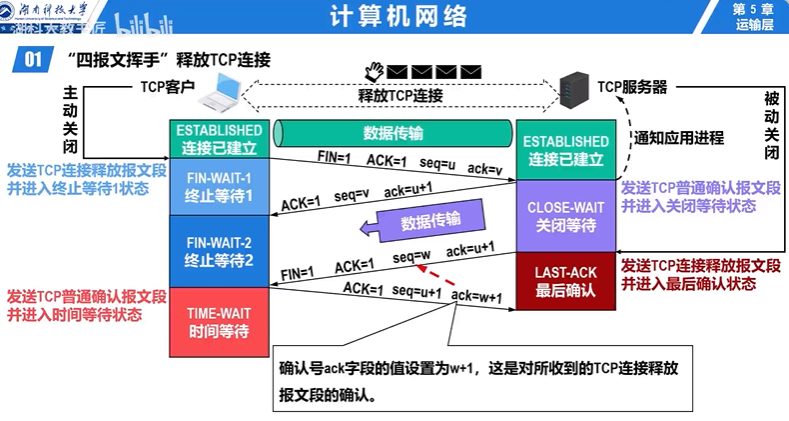 湖南科技大学
湖科大教书匠 bilibili
计算机网络
第 5 章
运输层
01 “四报文挥手”释放TCP连接
主动关闭
TCP客户
释放TCP连接
TCP服务器
被动关闭
通知应用进程
ESTABLISHED
连接已建立
数据传输
ESTABLISHED
连接已建立
FIN=1 ACK=1 seq=u ack=v
发送TCP连接释放报文段
并进入终止等待1状态
FIN-WAIT-1
终止等待1
ACK=1 seq=v ack=u+1
CLOSE-WAIT
关闭等待
发送TCP普通确认报文段
并进入关闭等待状态
数据传输
FIN-WAIT-2
终止等待2
FIN=1 ACK=1 seq=w ack=u+1
LAST-ACK
最后确认
发送TCP连接释放报文段
并进入最后确认状态
发送TCP普通确认报文段
并进入时间等待状态
TIME-WAIT
时间等待
ACK=1 seq=u+1 ack=w+1
确认号ack字段的值设置为w+1，这是对所收到的TCP连接释放
报文段的确认。